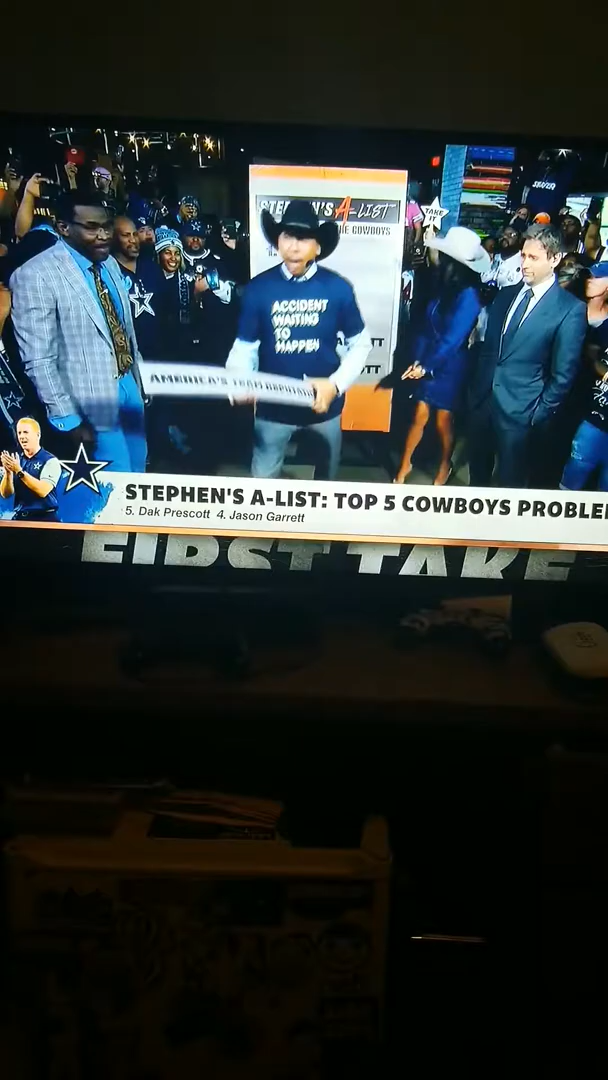 STEPHEN'S A-LIST
THE COWBOYS
TAKE
IT
ACCIDENT
WAITING
TO
HAPPEN
AMERICA'S TEAM
STEPHEN'S A-LIST: TOP 5 COWBOYS PROBLE
5. Dak Prescott 4. Jason Garrett
FIRST TAKE